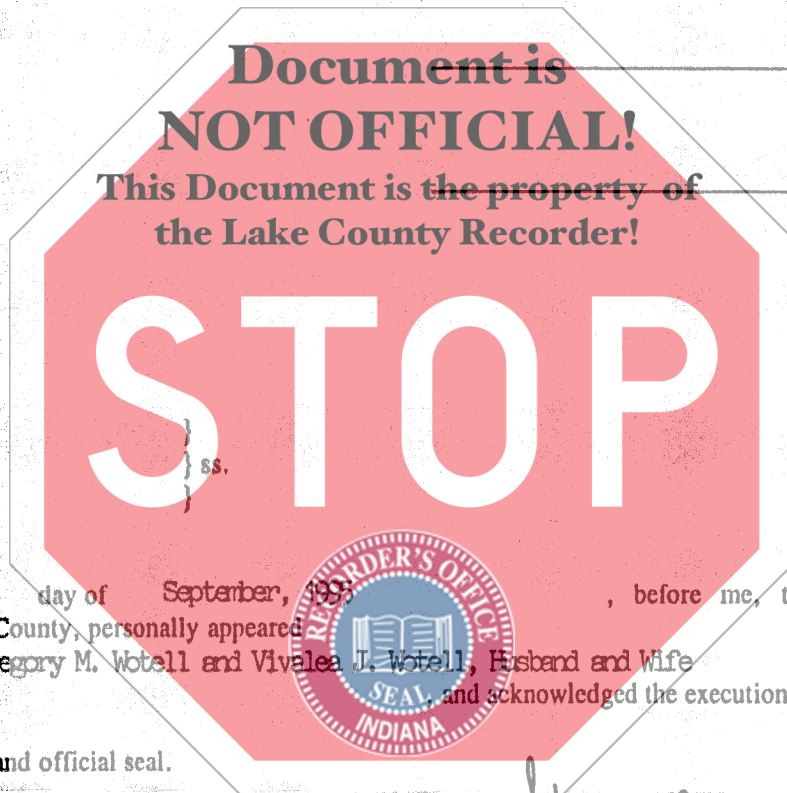 Document is
NOT OFFICIAL!
This Document is the property of
the Lake County Recorder!
STOP
}
} ss.
}
day of September, 1995 , before me, t
County, personally appeared
egory M. Wotell and Vivalea J. Wotell, Husband and Wife
, and acknowledged the execution
RECORDER'S OFFICE
SEAL
INDIANA
and official seal.